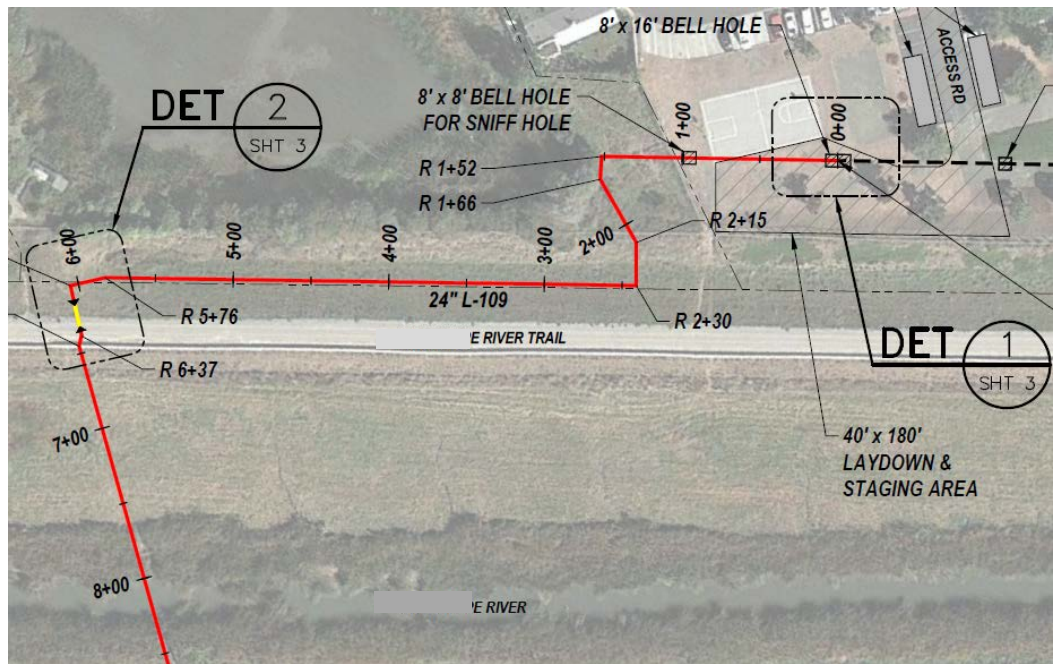 8' x 16' BELL HOLE
8' x 8' BELL HOLE
FOR SNIFF HOLE
DET
2
SHT 3
ACCESS RD
1+00
0+00
R 1+52
R 1+66
R 2+15
2+00
6+00
5+00
4+00
3+00
24" L-109
R 5+76
R 2+30
RIVER TRAIL
R 6+37
DET
1
SHT 3
7+00
40' x 180'
LAYDOWN &
STAGING AREA
8+00
RIVER